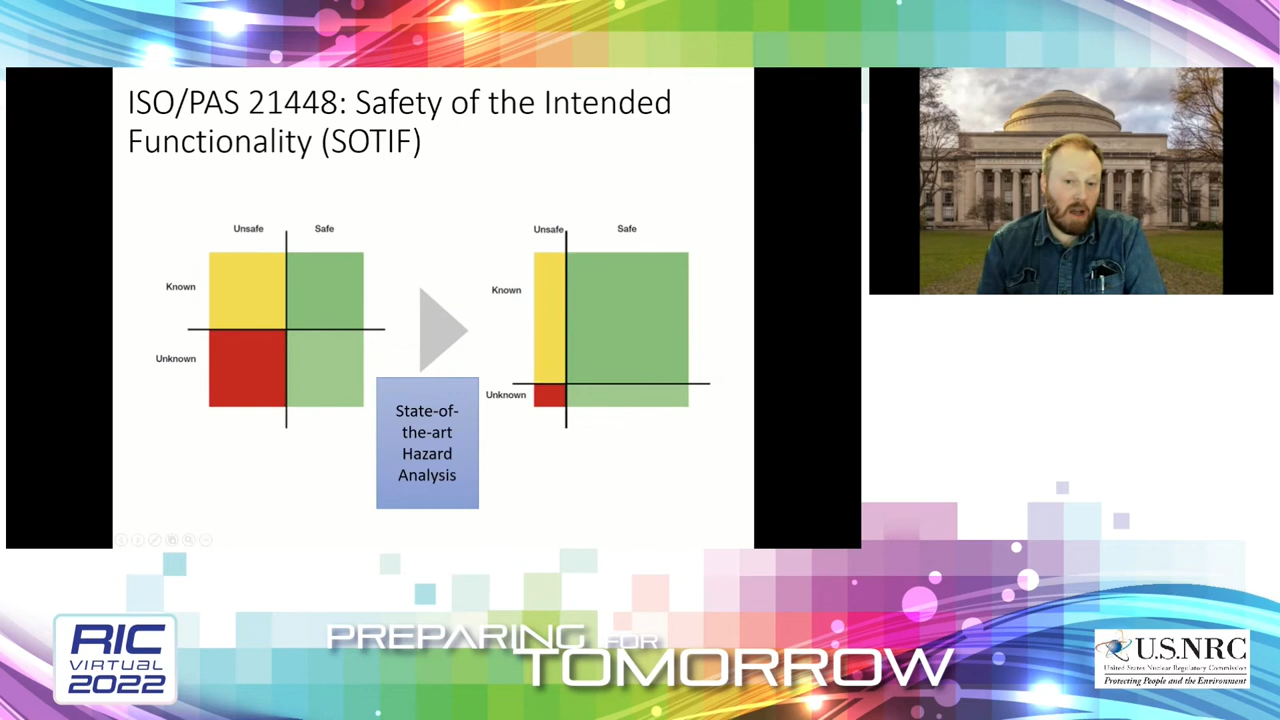 ISO/PAS 21448: Safety of the Intended
Functionality (SOTIF)
Unsafe
Safe
Known
Unknown
State-of-
the-art
Hazard
Analysis
Unsafe
Safe
Known
Unknown
RIC
VIRTUAL
2022
PREPARING FOR
TOMORROW
U.S.NRC
United States Nuclear Regulatory Commission
Protecting People and the Environment